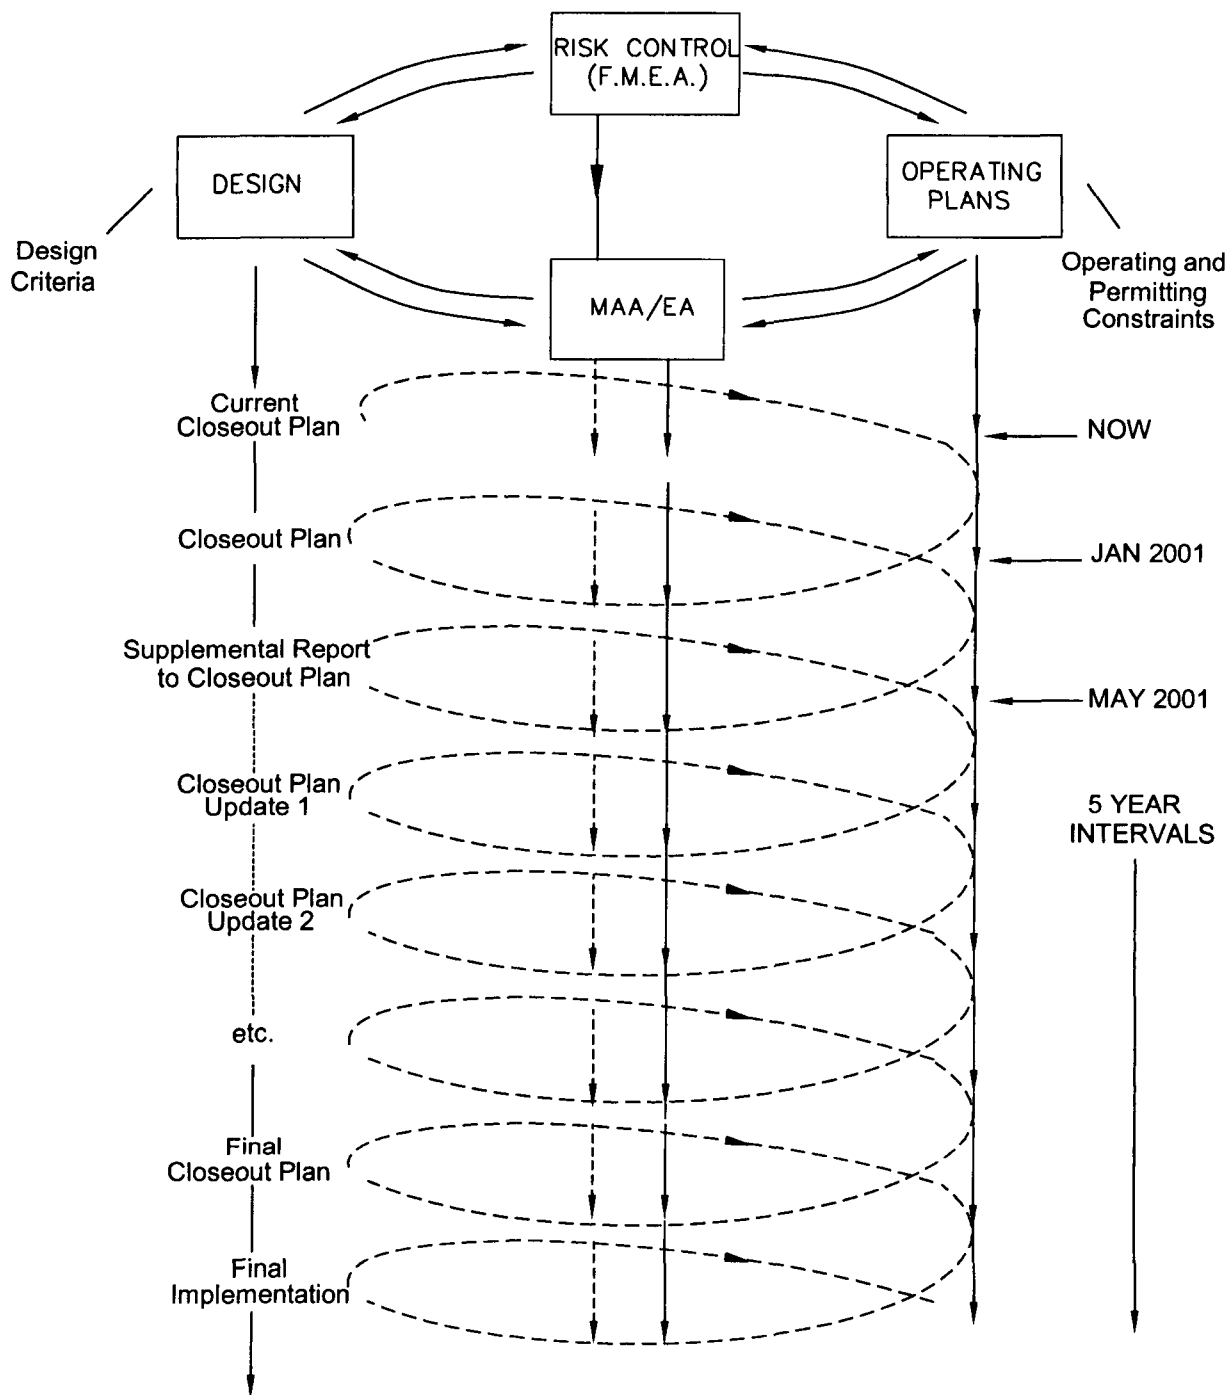 RISK CONTROL
(F.M.E.A.)
DESIGN
OPERATING
PLANS
Design
Criteria
MAA/EA
Operating and
Permitting
Constraints
Current
Closeout Plan
NOW
Closeout Plan
JAN 2001
Supplemental Report
to Closeout Plan
MAY 2001
Closeout Plan
Update 1
5 YEAR
INTERVALS
Closeout Plan
Update 2
etc.
Final
Closeout Plan
Final
Implementation